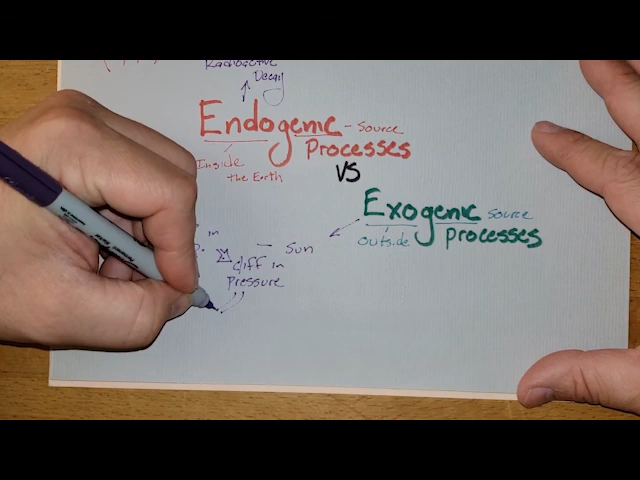 Radioactive
Decay
Endogenic - source
Processes
Inside
the Earth
VS
Exogenic source
outside processes
in
- Sun
diff in
pressure